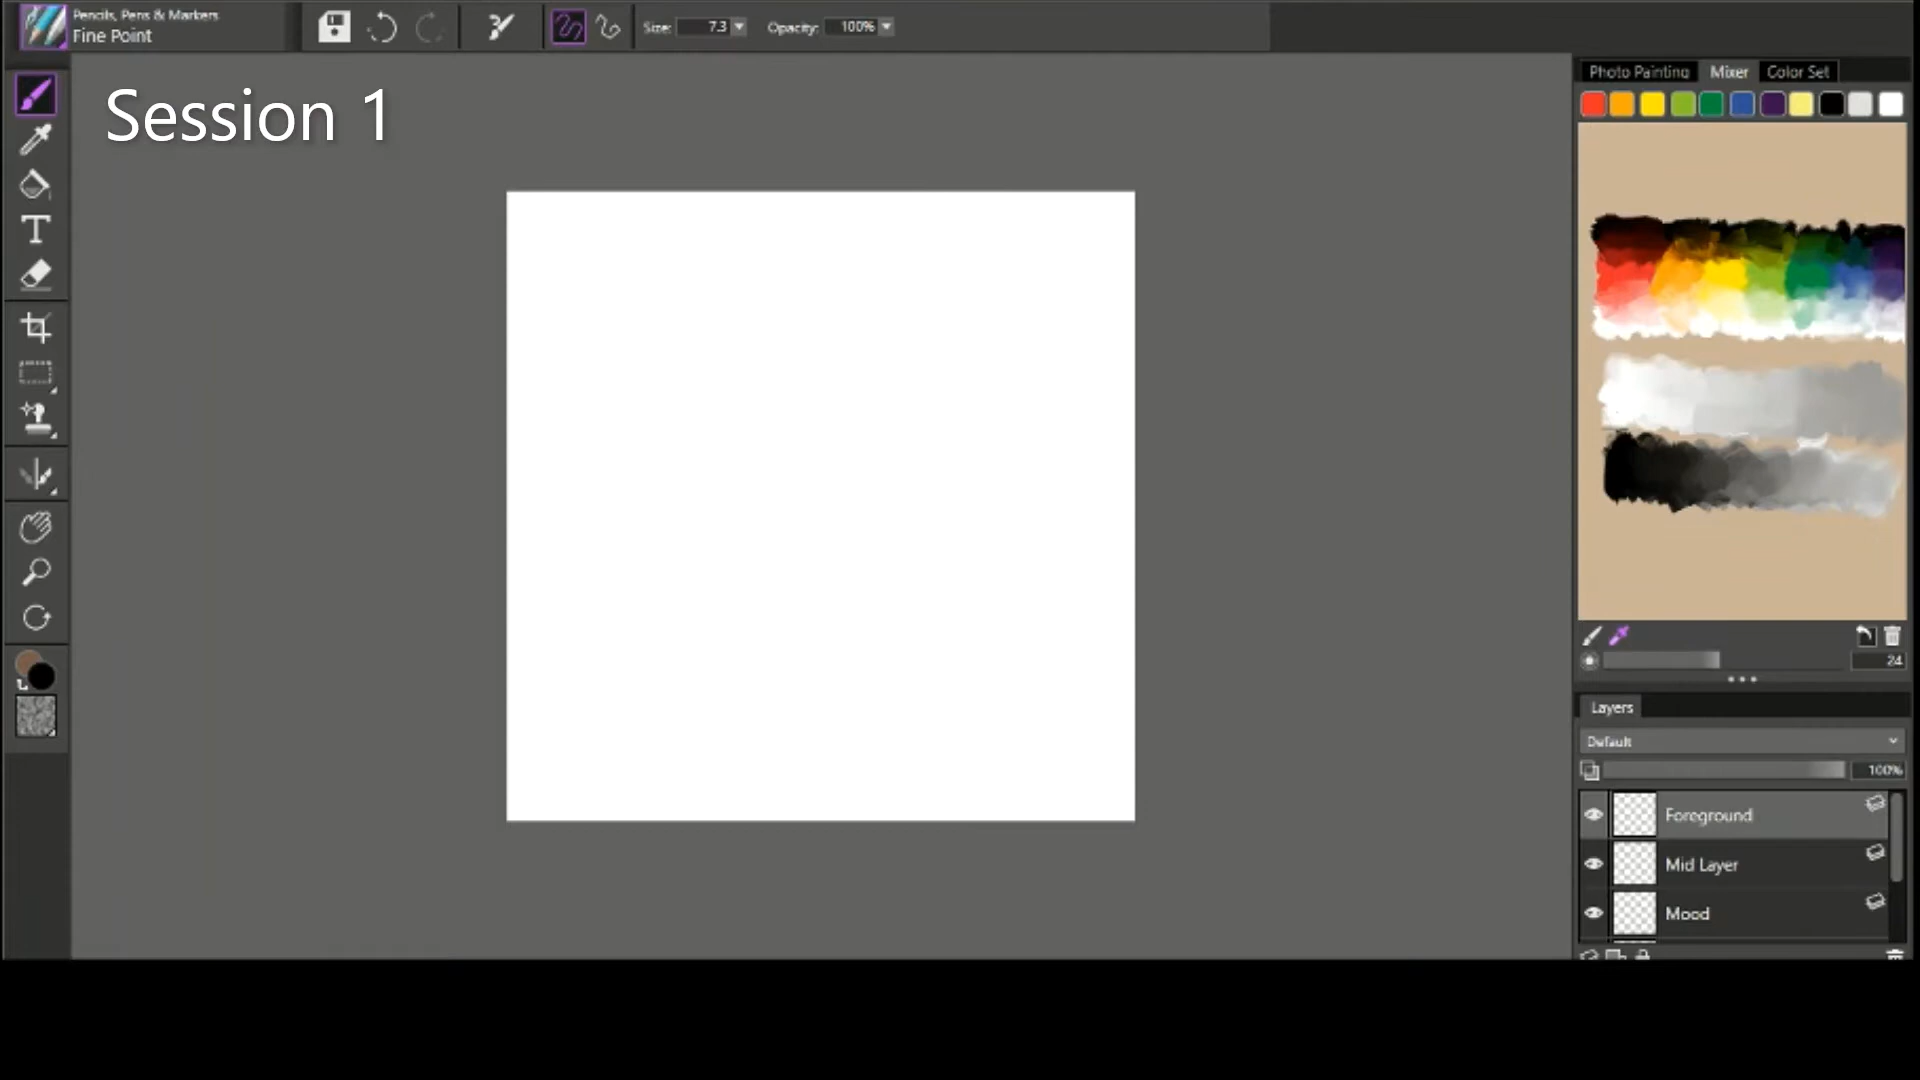 Pencils, Pens & Markers
Fine Point
Size: 7.3
Opacity: 100%
Session 1
Photo Painting Mixer Color Set
24
Layers
Default
100%
Foreground
Mid Layer
Mood